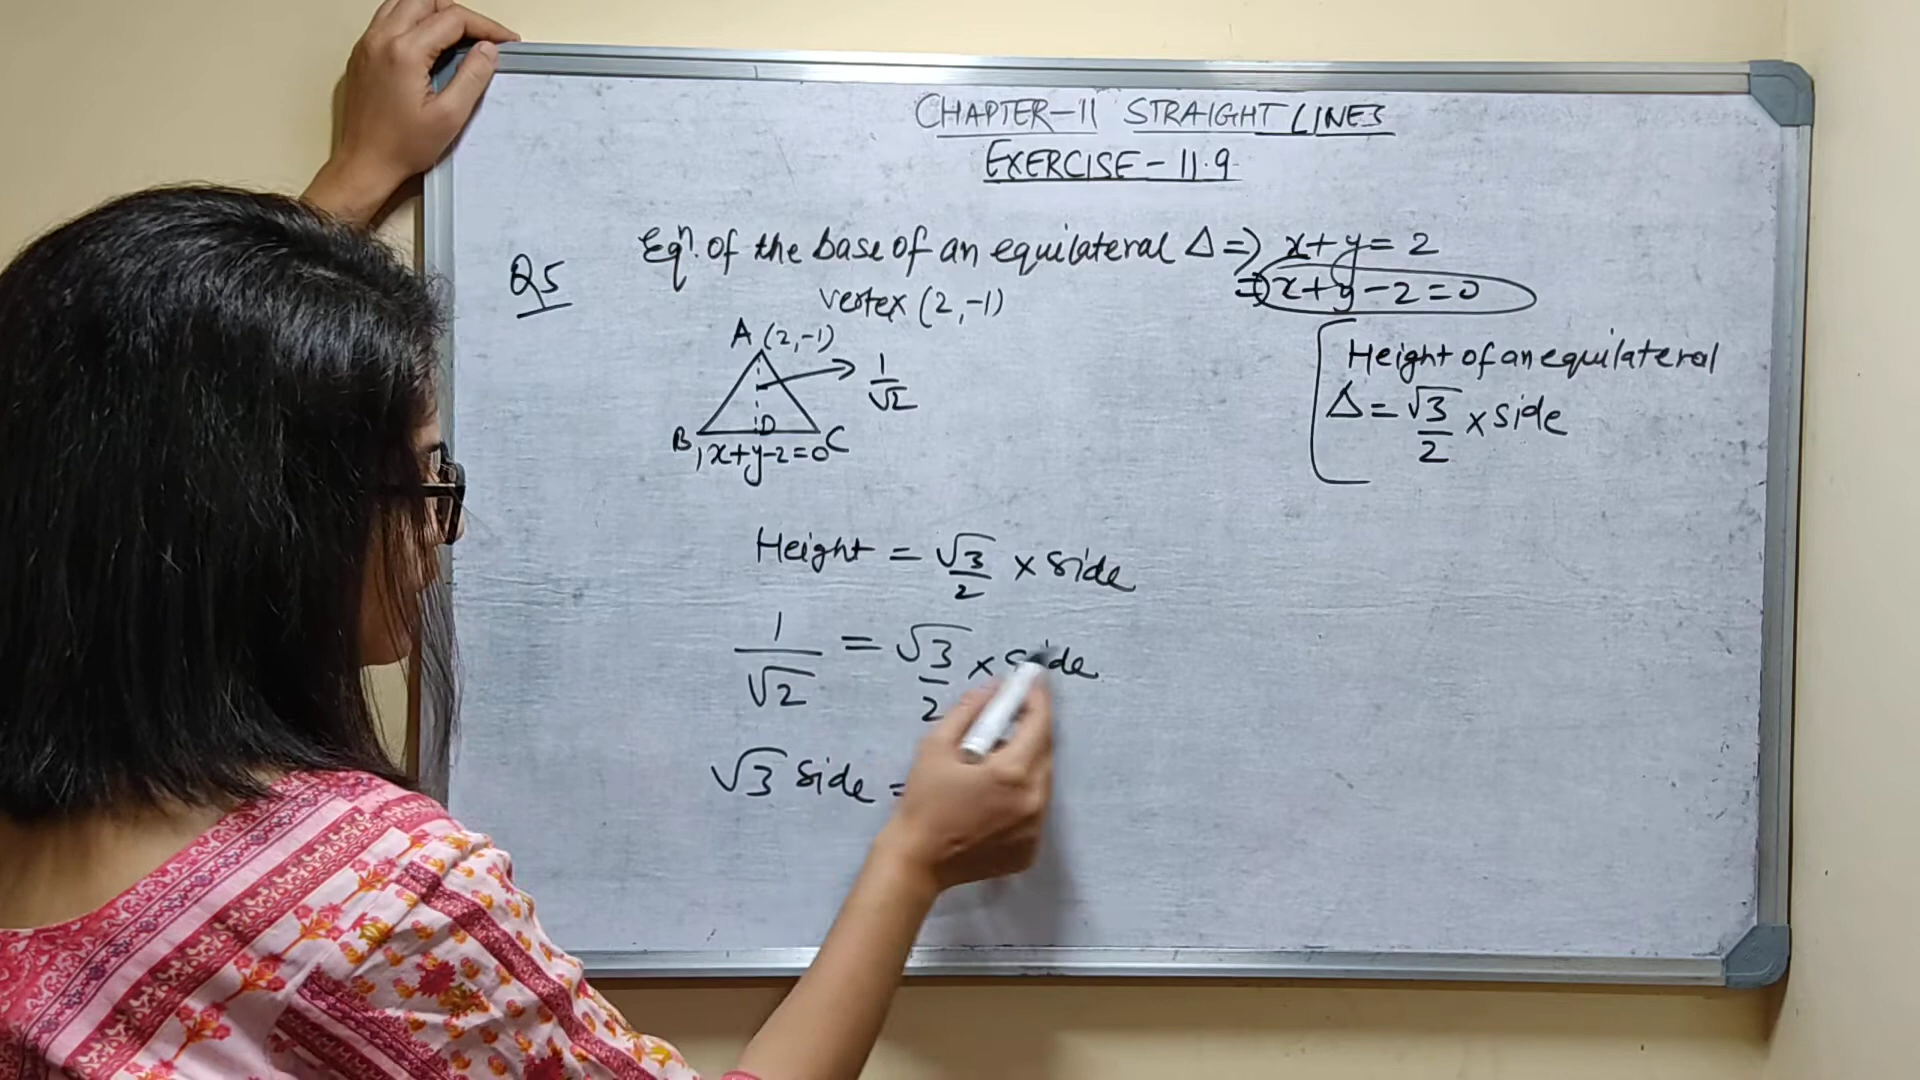 CHAPTER-11 STRAIGHT LINES
EXERCISE-11.9
Q5
Eqn. of the base of an equilateral Δ => x+y=2
=> x+y-2=0
vertex (2,-1)
A (2,-1)
1/√2
B
D
C
x+y-2=0
Height of an equilateral
Δ = √3/2 × side
Height = √3/2 × side
1/√2 = √3/2 × side
√3 side =